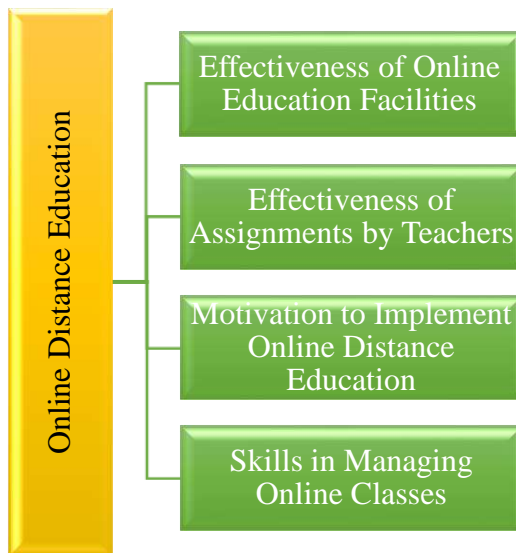 Online Distance Education
Effectiveness of Online
Education Facilities
Effectiveness of
Assignments by Teachers
Motivation to Implement
Online Distance
Education
Skills in Managing
Online Classes